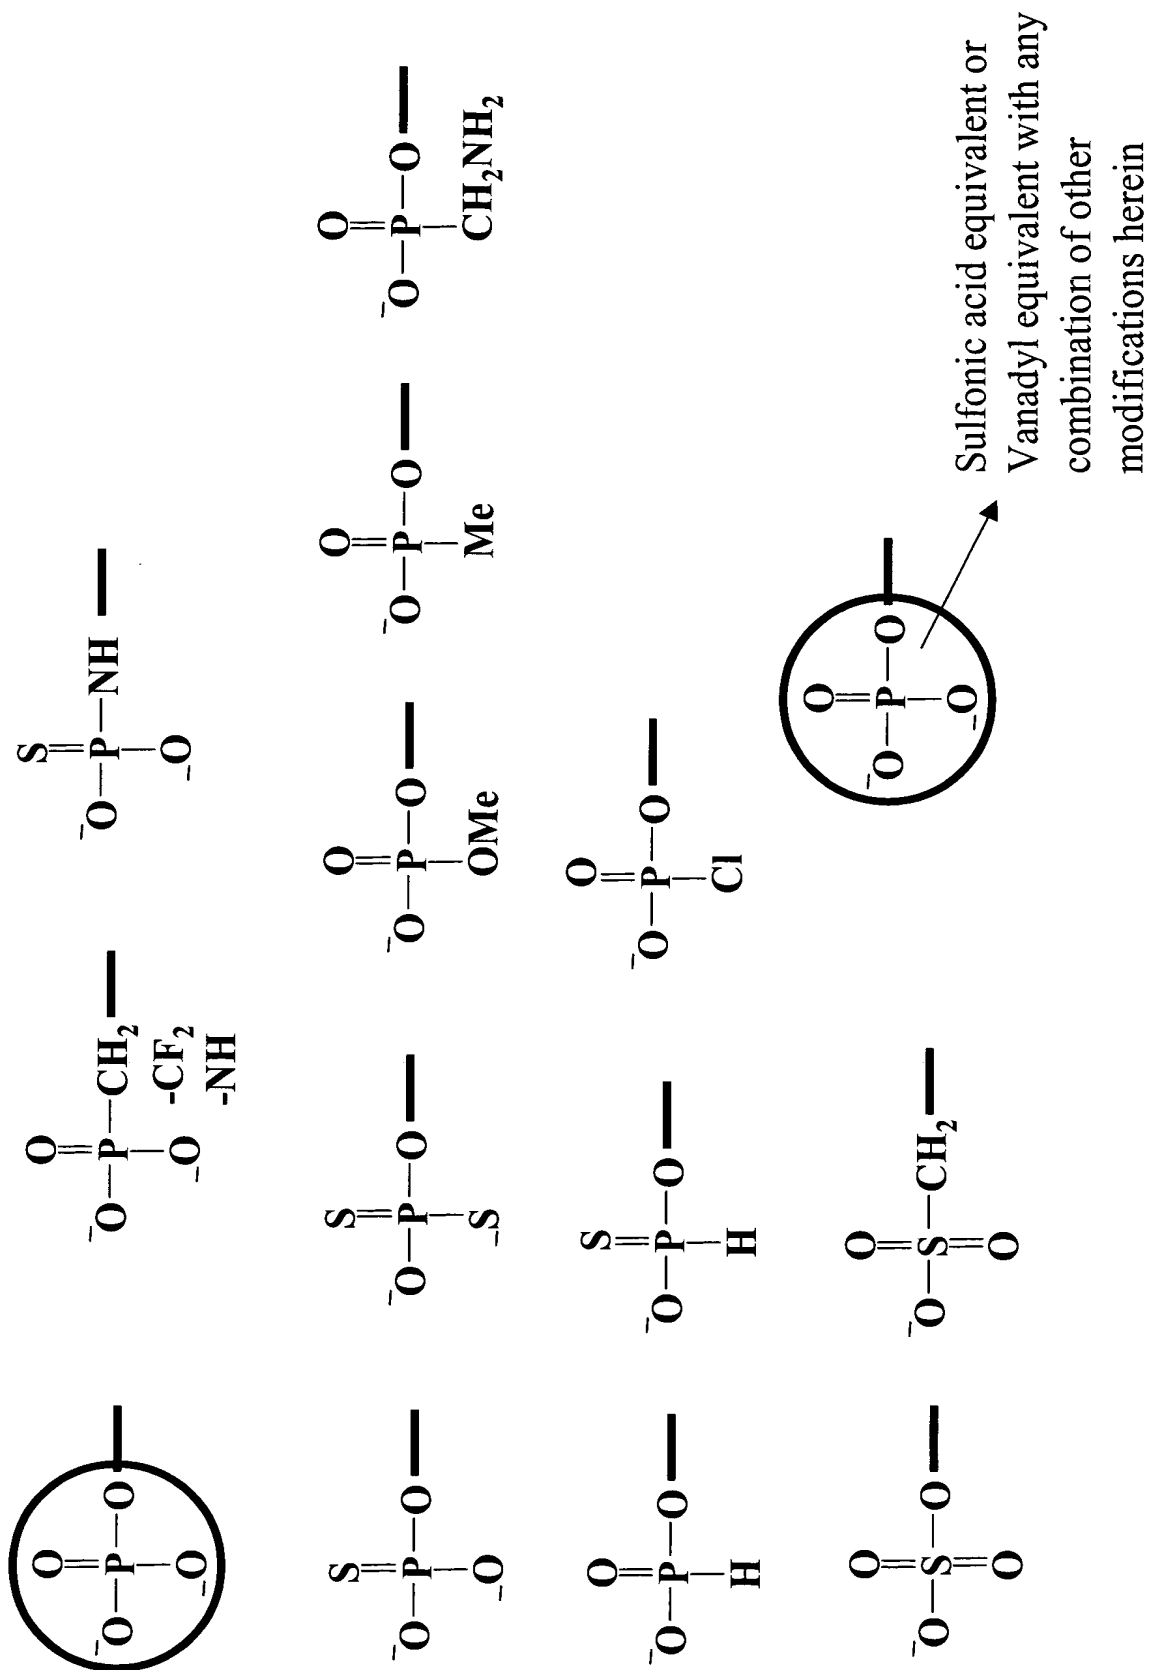 O O S
⁻O P O ⁻O P CH₂ ⁻O P NH
-CF₂
⁻O ⁻O ⁻O
-NH
S S O O O
⁻O P O ⁻O P O ⁻O P O ⁻O P O ⁻O P O
⁻O ⁻S OMe Me CH₂NH₂
O S O
⁻O P O ⁻O P O ⁻O P O
H H Cl
O O O
⁻O S O ⁻O S CH₂ ⁻O P O
O O ⁻O
Sulfonic acid equivalent or
Vanadyl equivalent with any
combination of other
modifications herein